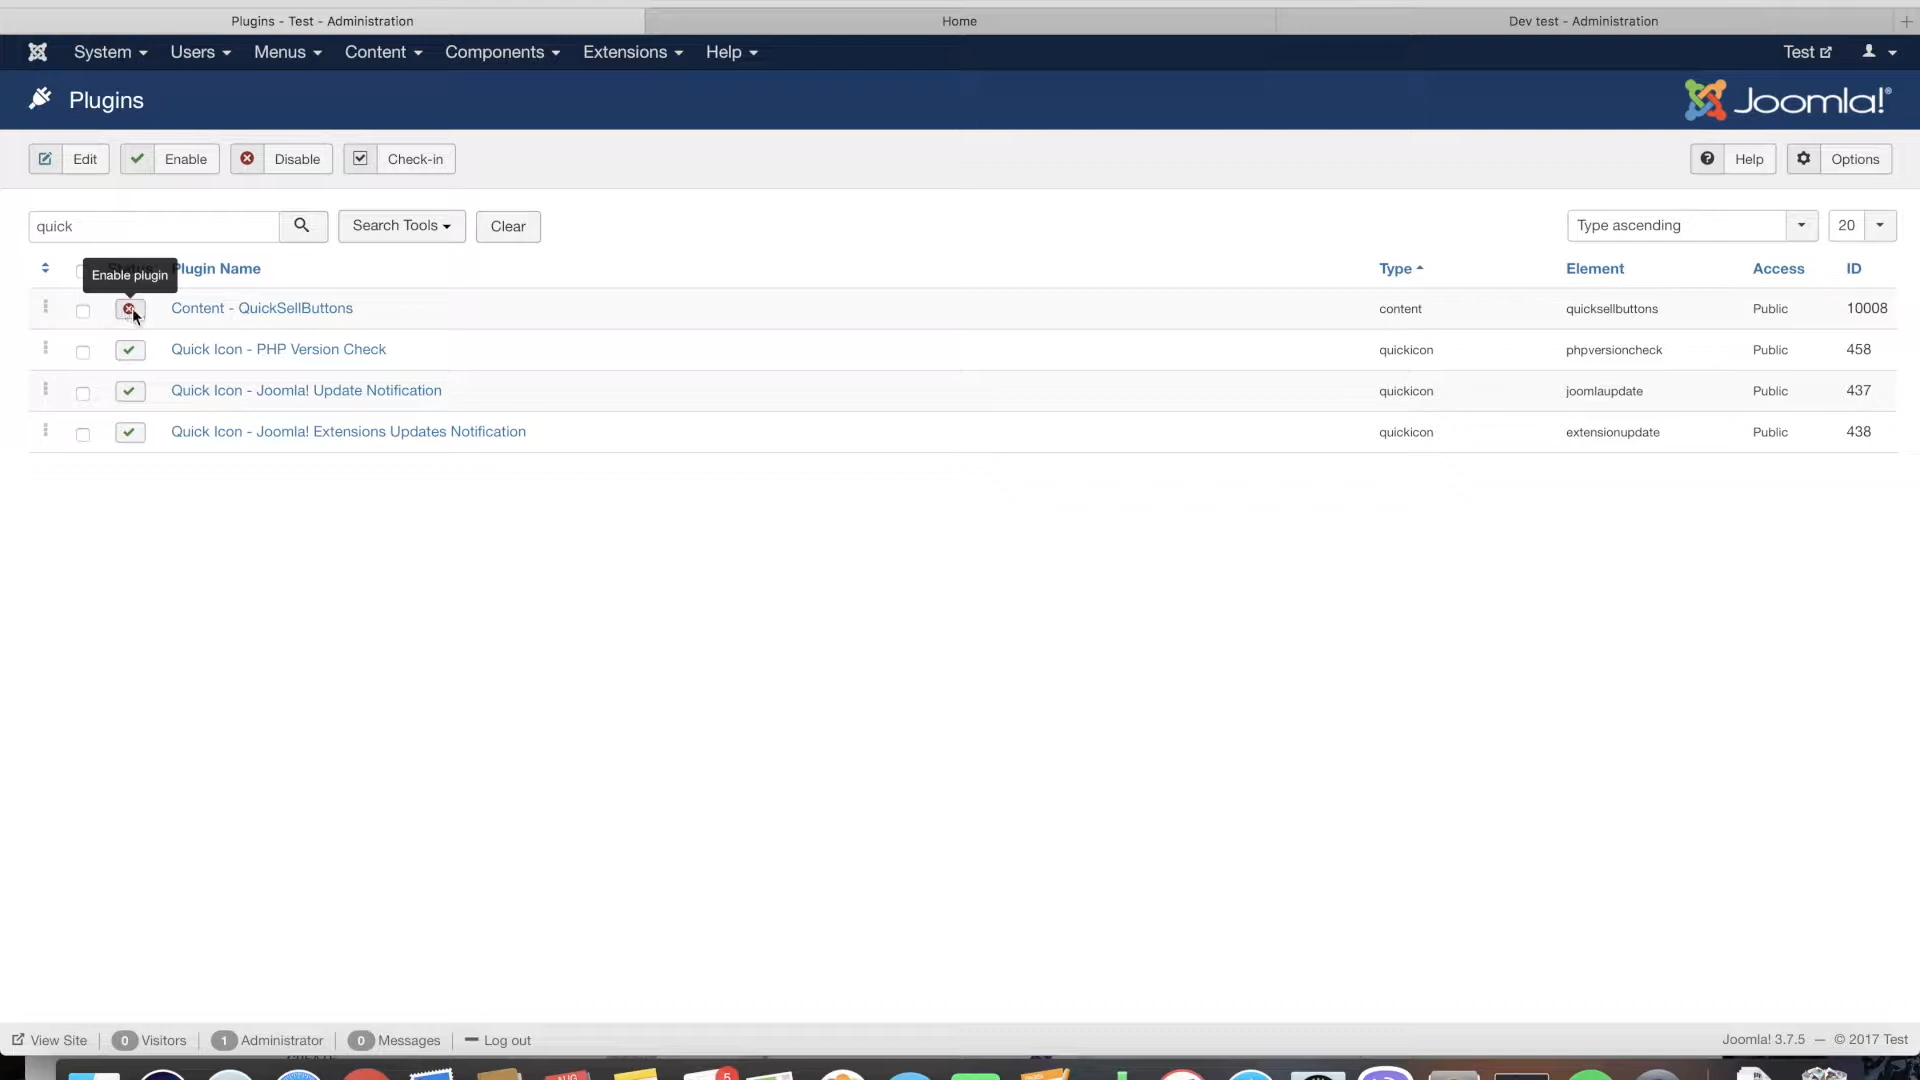 Plugins - Test - Administration
Home
Dev test - Administration
System
Users
Menus
Content
Components
Extensions
Help
Test
Plugins
Joomla!®
Edit
Enable
Disable
Check-in
Help
Options
quick
Search Tools
Clear
Type ascending
20
Enable plugin
Plugin Name
Type
Element
Access
ID
Content - QuickSellButtons
content
quicksellbuttons
Public
10008
Quick Icon - PHP Version Check
quickicon
phpversioncheck
Public
458
Quick Icon - Joomla! Update Notification
quickicon
joomlaupdate
Public
437
Quick Icon - Joomla! Extensions Updates Notification
quickicon
extensionupdate
Public
438
View Site
0 Visitors
1 Administrator
0 Messages
Log out
Joomla! 3.7.5 — © 2017 Test
AUG
5